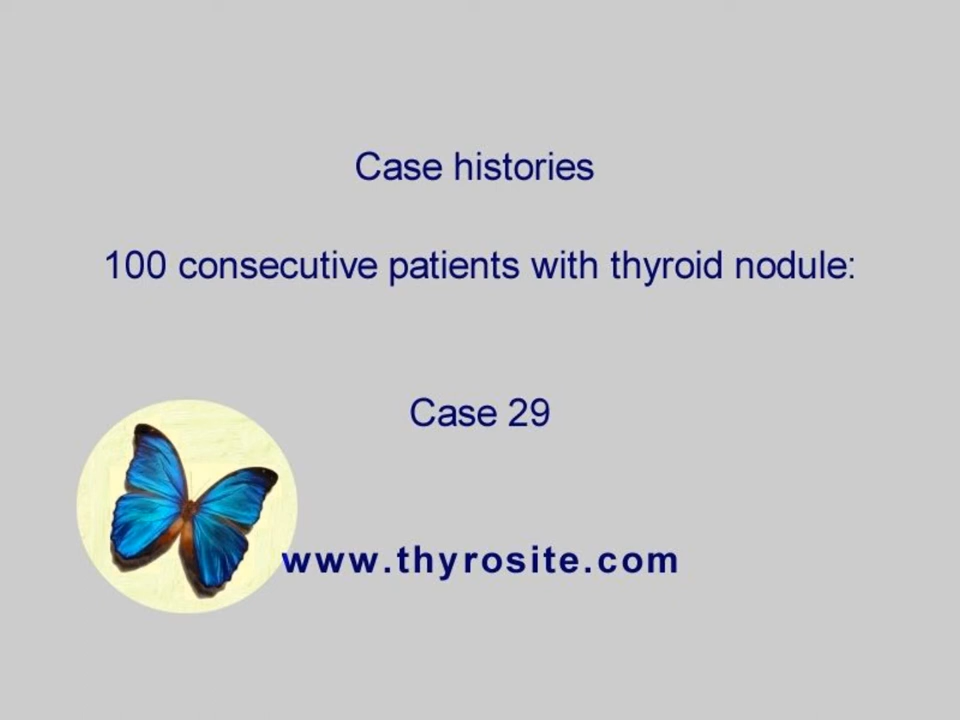 Case histories
100 consecutive patients with thyroid nodule:
Case 29
www.thyrosite.com